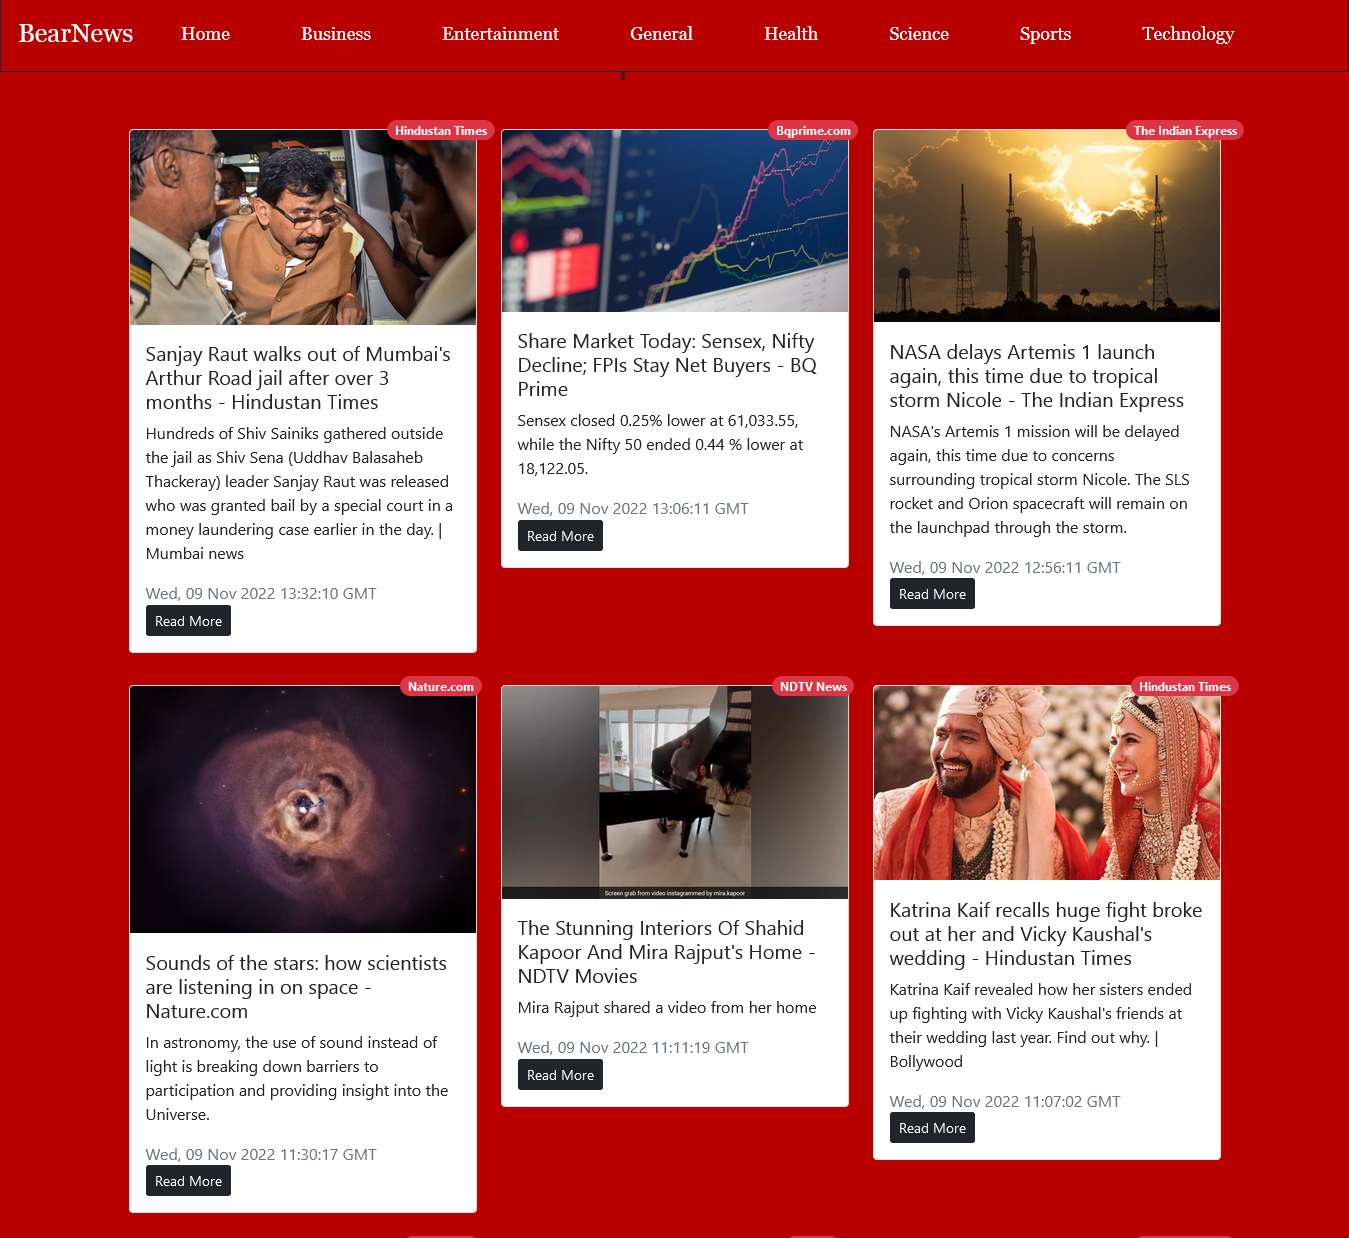 BearNews Home Business Entertainment General Health Science Sports Technology
Hindustan Times
Sanjay Raut walks out of Mumbai's
Arthur Road jail after over 3
months - Hindustan Times
Hundreds of Shiv Sainiks gathered outside
the jail as Shiv Sena (Uddhav Balasaheb
Thackeray) leader Sanjay Raut was released
who was granted bail by a special court in a
money laundering case earlier in the day. |
Mumbai news
Wed, 09 Nov 2022 13:32:10 GMT
Read More
Bqprime.com
Share Market Today: Sensex, Nifty
Decline; FPIs Stay Net Buyers - BQ
Prime
Sensex closed 0.25% lower at 61,033.55,
while the Nifty 50 ended 0.44 % lower at
18,122.05.
Wed, 09 Nov 2022 13:06:11 GMT
Read More
The Indian Express
NASA delays Artemis 1 launch
again, this time due to tropical
storm Nicole - The Indian Express
NASA's Artemis 1 mission will be delayed
again, this time due to concerns
surrounding tropical storm Nicole. The SLS
rocket and Orion spacecraft will remain on
the launchpad through the storm.
Wed, 09 Nov 2022 12:56:11 GMT
Read More
Nature.com
Sounds of the stars: how scientists
are listening in on space -
Nature.com
In astronomy, the use of sound instead of
light is breaking down barriers to
participation and providing insight into the
Universe.
Wed, 09 Nov 2022 11:30:17 GMT
Read More
NDTV News
Screen grab from video instagrammed by mira.kapoor
The Stunning Interiors Of Shahid
Kapoor And Mira Rajput's Home -
NDTV Movies
Mira Rajput shared a video from her home
Wed, 09 Nov 2022 11:11:19 GMT
Read More
Hindustan Times
Katrina Kaif recalls huge fight broke
out at her and Vicky Kaushal's
wedding - Hindustan Times
Katrina Kaif revealed how her sisters ended
up fighting with Vicky Kaushal's friends at
their wedding last year. Find out why. |
Bollywood
Wed, 09 Nov 2022 11:07:02 GMT
Read More